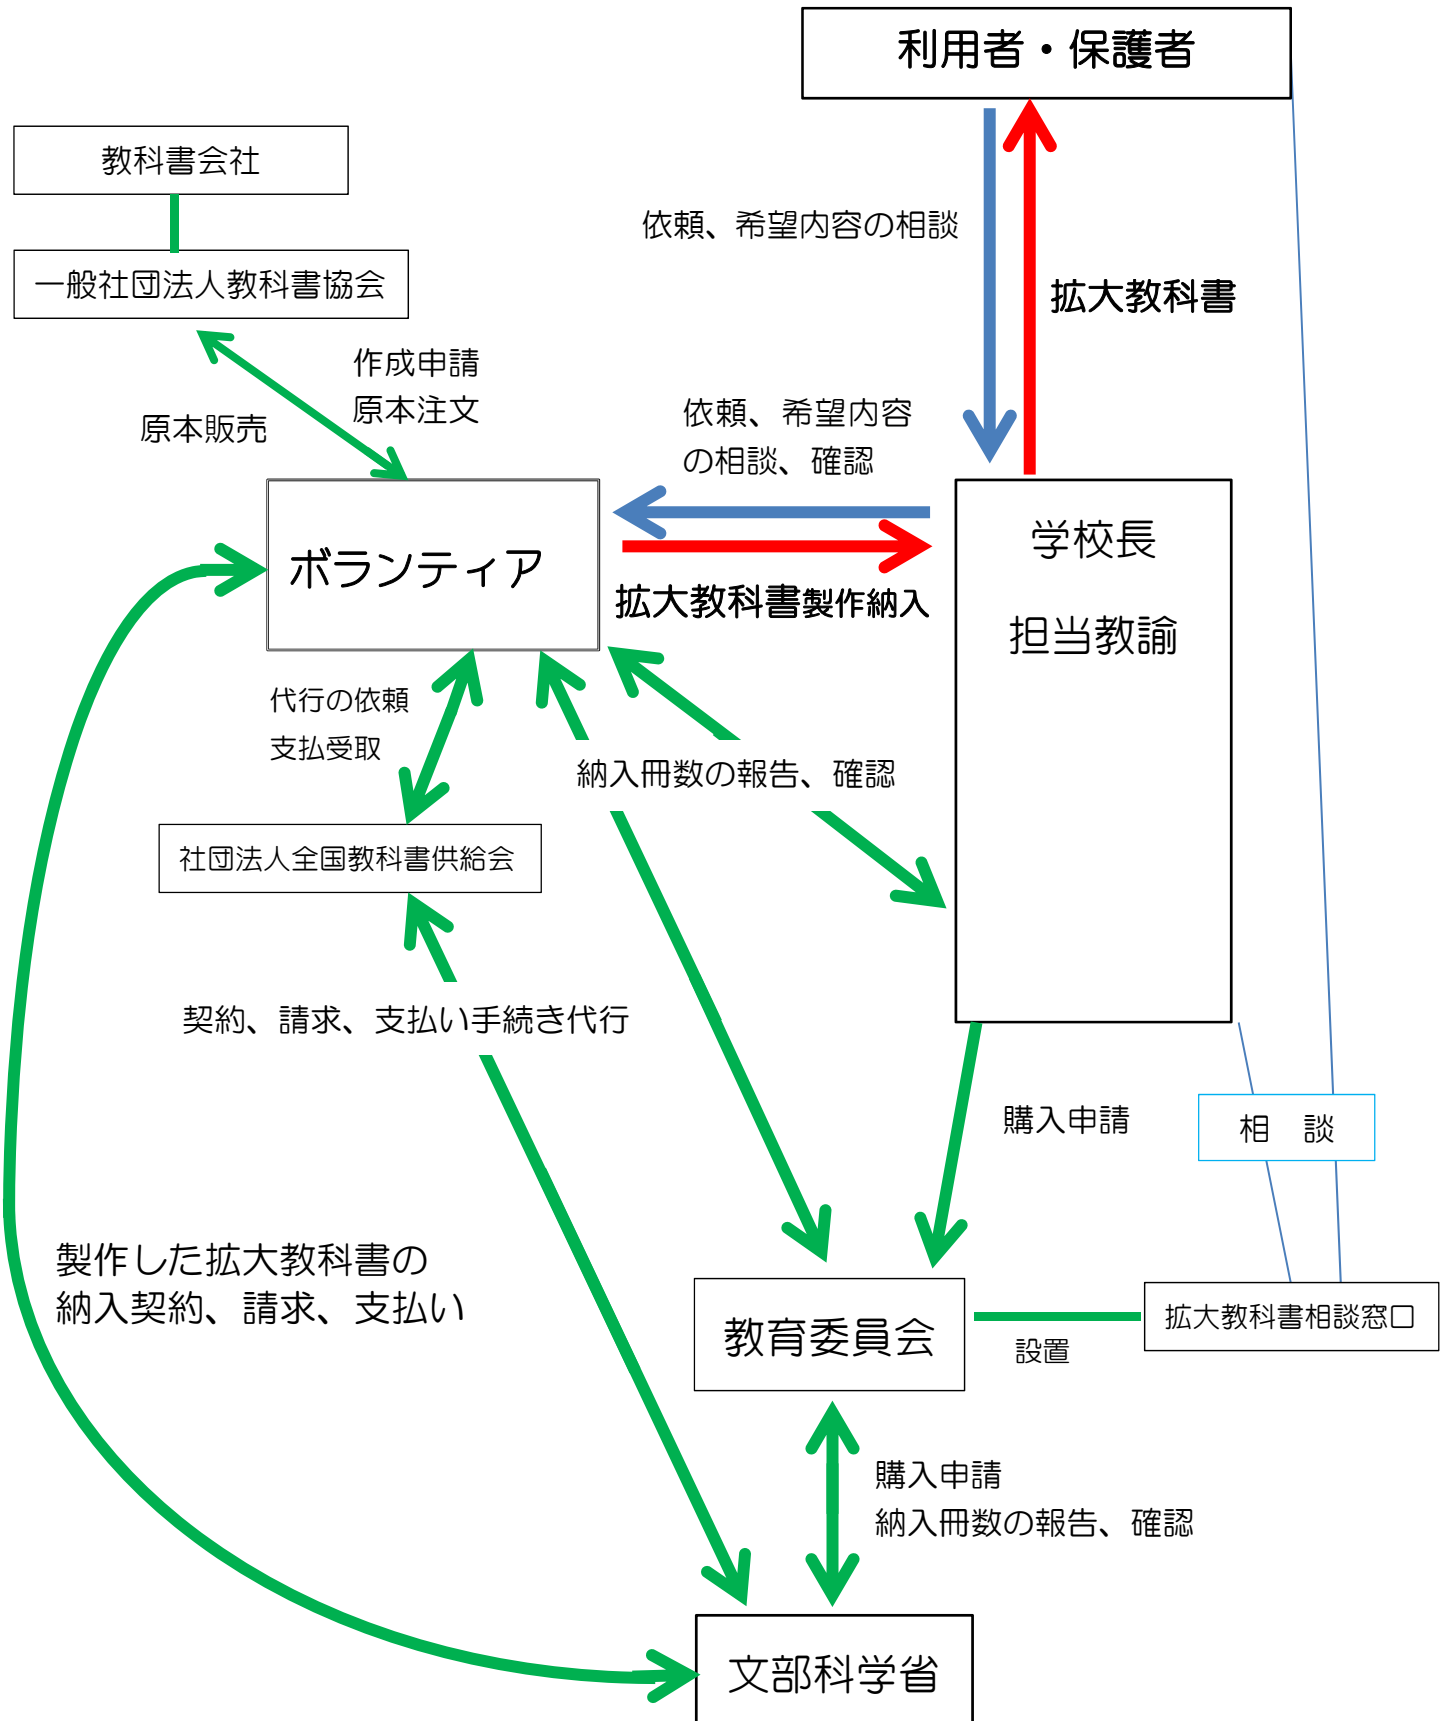 利用者・保護者
教科書会社
依頼、希望内容の相談
一般社団法人教科書協会
拡大教科書
作成申請
原本注文
原本販売
依頼、希望内容
の相談、確認
ボランティア
学校長
担当教諭
拡大教科書製作納入
代行の依頼
支払受取
納入冊数の報告、確認
社団法人全国教科書供給会
契約、請求、支払い手続き代行
購入申請
相　談
製作した拡大教科書の
納入契約、請求、支払い
教育委員会
設置
拡大教科書相談窓口
購入申請
納入冊数の報告、確認
文部科学省